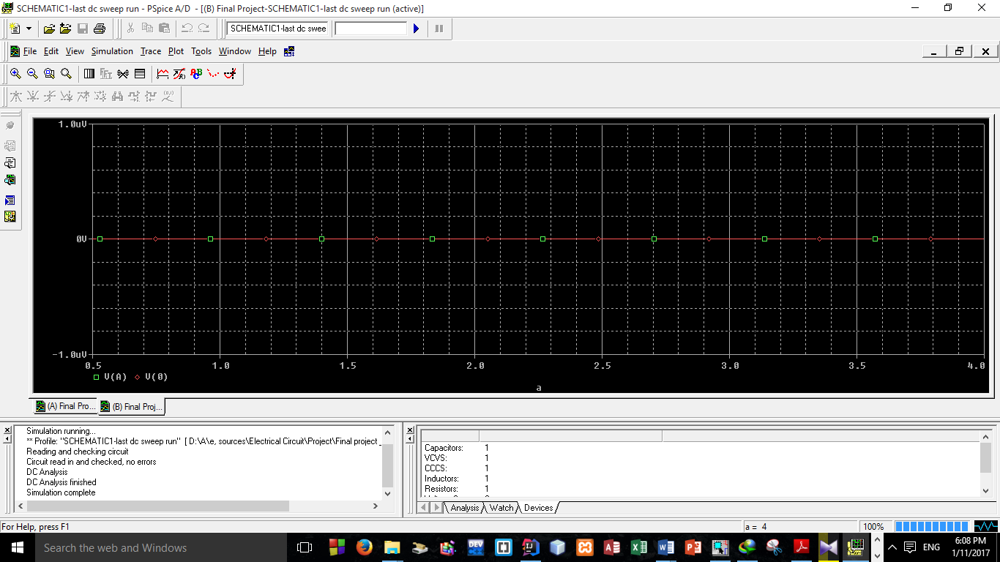 SCHEMATIC1-last dc sweep run - PSpice A/D - [(B) Final Project-SCHEMATIC1-last dc sweep run (active)]
SCHEMATIC1-last dc swee
File Edit View Simulation Trace Plot Tools Window Help
FFT
ABC
1.0uV
0V
-1.0uV
0.5 1.0 1.5 2.0 2.5 3.0 3.5 4.0
V(A) V(0)
a
(A) Final Pro... (B) Final Proj...
Simulation running...
** Profile: "SCHEMATIC1-last dc sweep run" [ D:\A\e, sources\Electrical Circuit\Project\Final project_
Reading and checking circuit
Circuit read in and checked, no errors
DC Analysis
DC Analysis finished
Simulation complete
Capacitors: 1
VCVS: 1
CCCS: 1
Inductors: 1
Resistors: 1
Analysis Watch Devices
For Help, press F1
a = 4
100%
Search the web and Windows
DEV
IJ
ENG
6:08 PM
1/11/2017